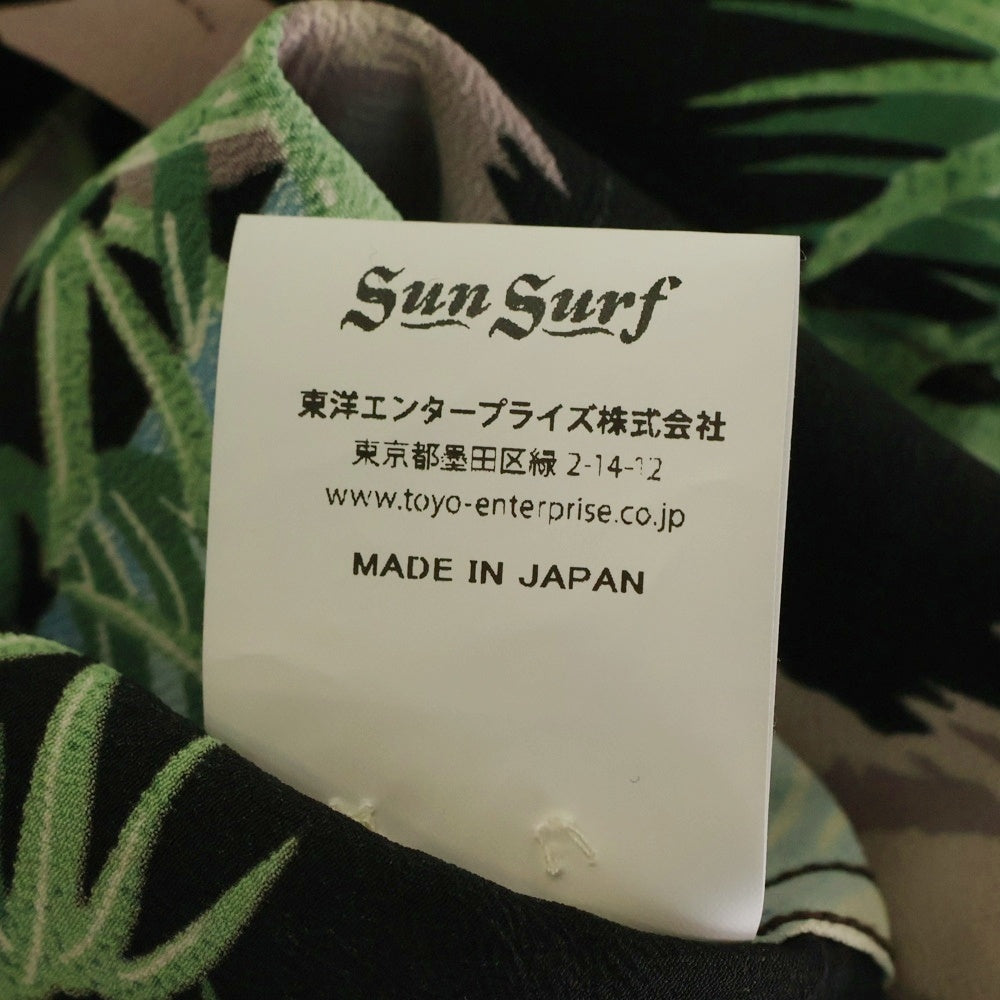 Sun Surf
東洋エンタープライズ株式会社
東京都墨田区緑 2-14-12
www.toyo-enterprise.co.jp
MADE IN JAPAN